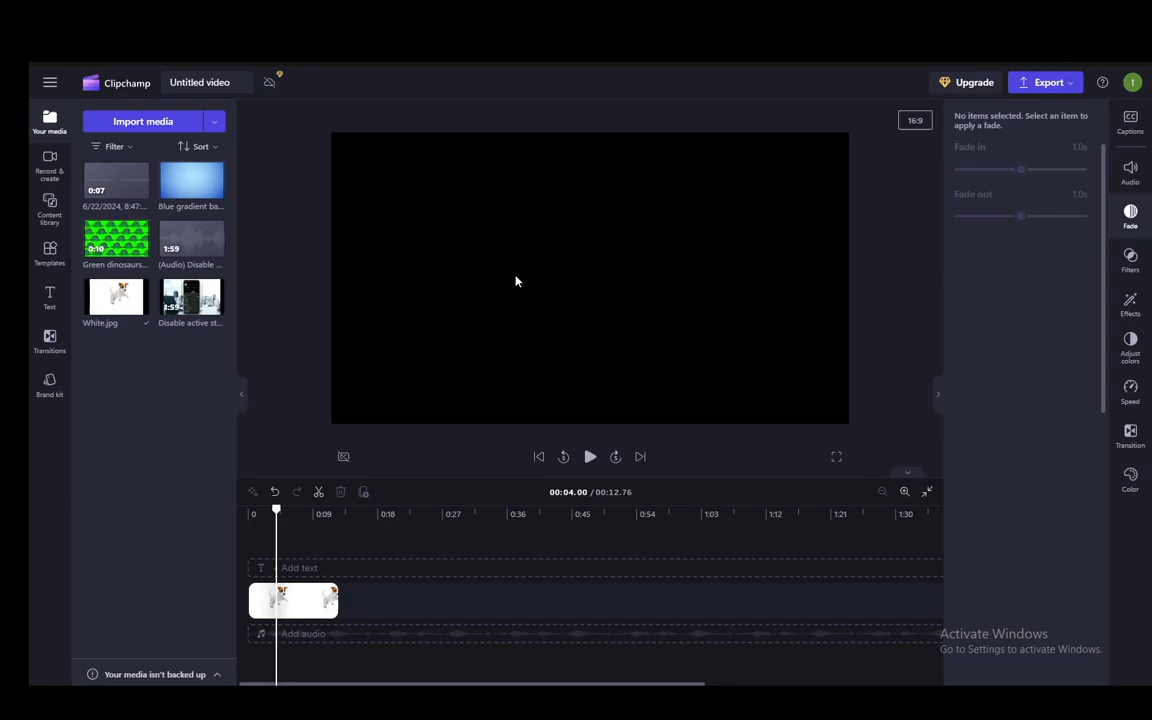 Clipchamp
Untitled video
Upgrade
Export
t
Your media
Record &
create
Content
library
Templates
Text
Transitions
Brand kit
Import media
Filter
Sort
0:07
6/22/2024, 8:47:...
Blue gradient ba...
0:10
Green dinosaurs...
1:59
(Audio) Disable ...
White.jpg
1:59
Disable active st...
Your media isn't backed up
16:9
No items selected. Select an item to
apply a fade.
Fade in 1.0s
Fade out 1.0s
CC
Captions
Audio
Fade
Filters
Effects
Adjust
colors
Speed
Transition
Color
5
5
00:04.00 / 00:12.76
0 0:09 0:18 0:27 0:36 0:45 0:54 1:03 1:12 1:21 1:30
T + Add text
+ Add audio
Activate Windows
Go to Settings to activate Windows.